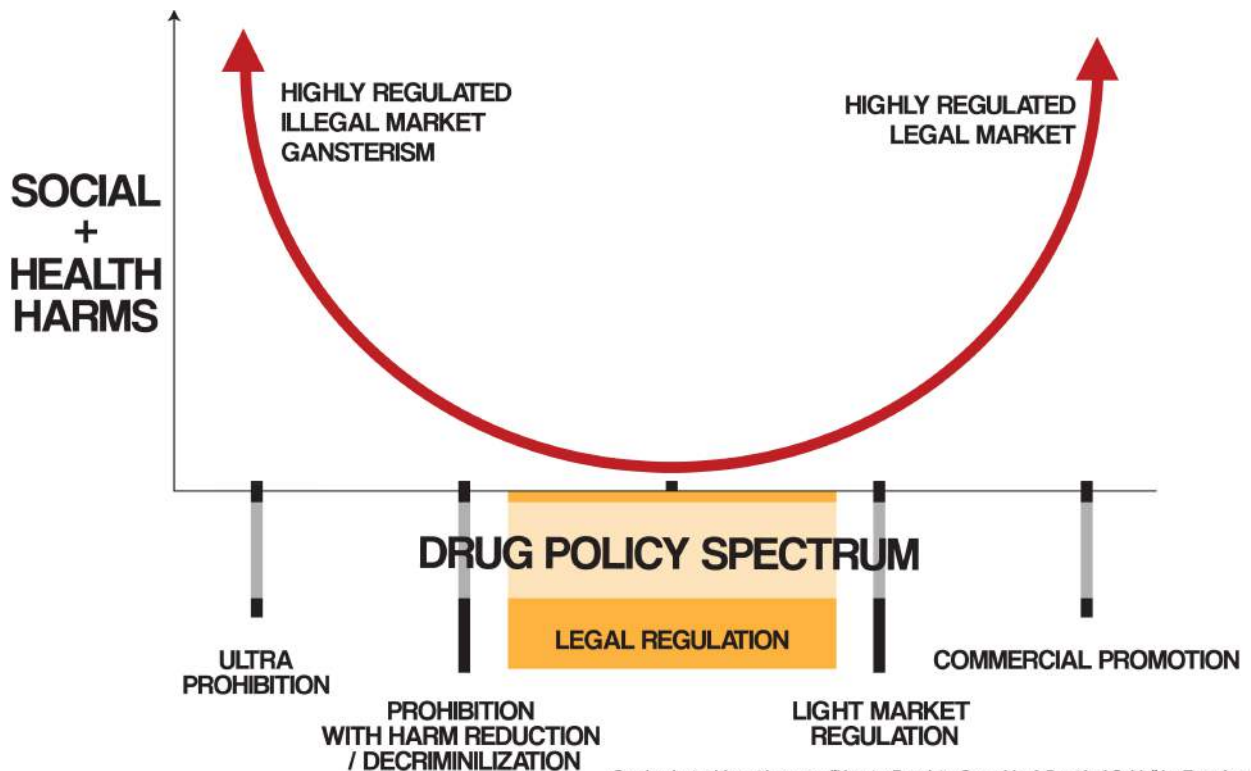 HIGHLY REGULATED
ILLEGAL MARKET
GANSTERISM
HIGHLY REGULATED
LEGAL MARKET
SOCIAL
+
HEALTH
HARMS
DRUG POLICY SPECTRUM
LEGAL REGULATION
ULTRA
PROHIBITION
PROHIBITION
WITH HARM REDUCTION
/ DECRIMINILIZATION
LIGHT MARKET
REGULATION
COMMERCIAL PROMOTION